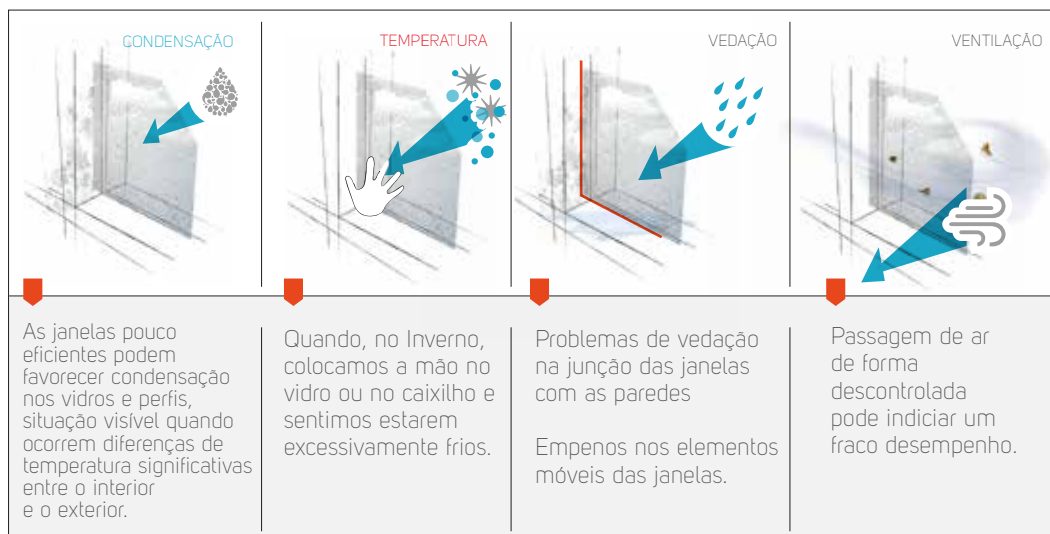 CONDENSAÇÃO
TEMPERATURA
VEDAÇÃO
VENTILAÇÃO
As janelas pouco
eficientes podem
favorecer condensação
nos vidros e perfis,
situação visível quando
ocorrem diferenças de
temperatura significativas
entre o interior
e o exterior.
Quando, no Inverno,
colocamos a mão no
vidro ou no caixilho e
sentimos estarem
excessivamente frios.
Problemas de vedação
na junção das janelas
com as paredes
Empenos nos elementos
móveis das janelas.
Passagem de ar
de forma
descontrolada
pode indiciar um
fraco desempenho.